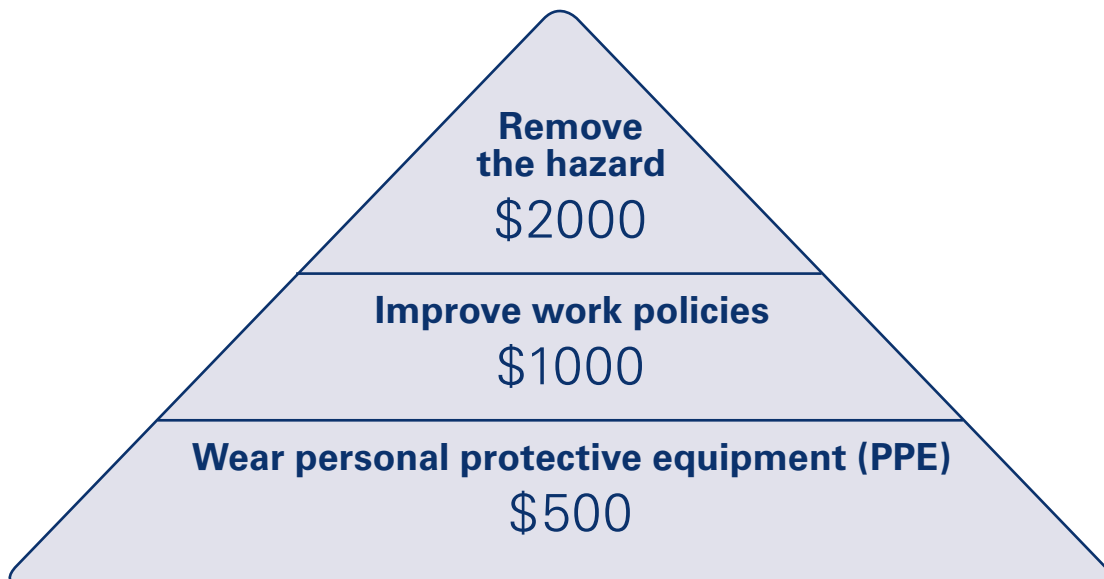 Remove
the hazard
$2000
Improve work policies
$1000
Wear personal protective equipment (PPE)
$500